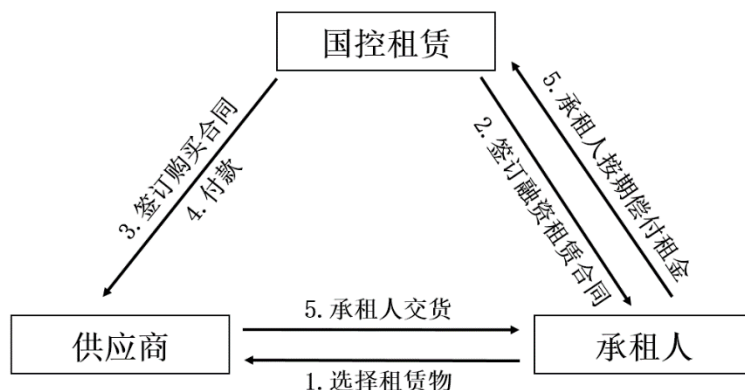 国控租赁
3.签订购买合同
4.付款
2.签订融资租赁合同
5.承租人按期偿付租金
供应商
5.承租人交货
1.选择租赁物
承租人